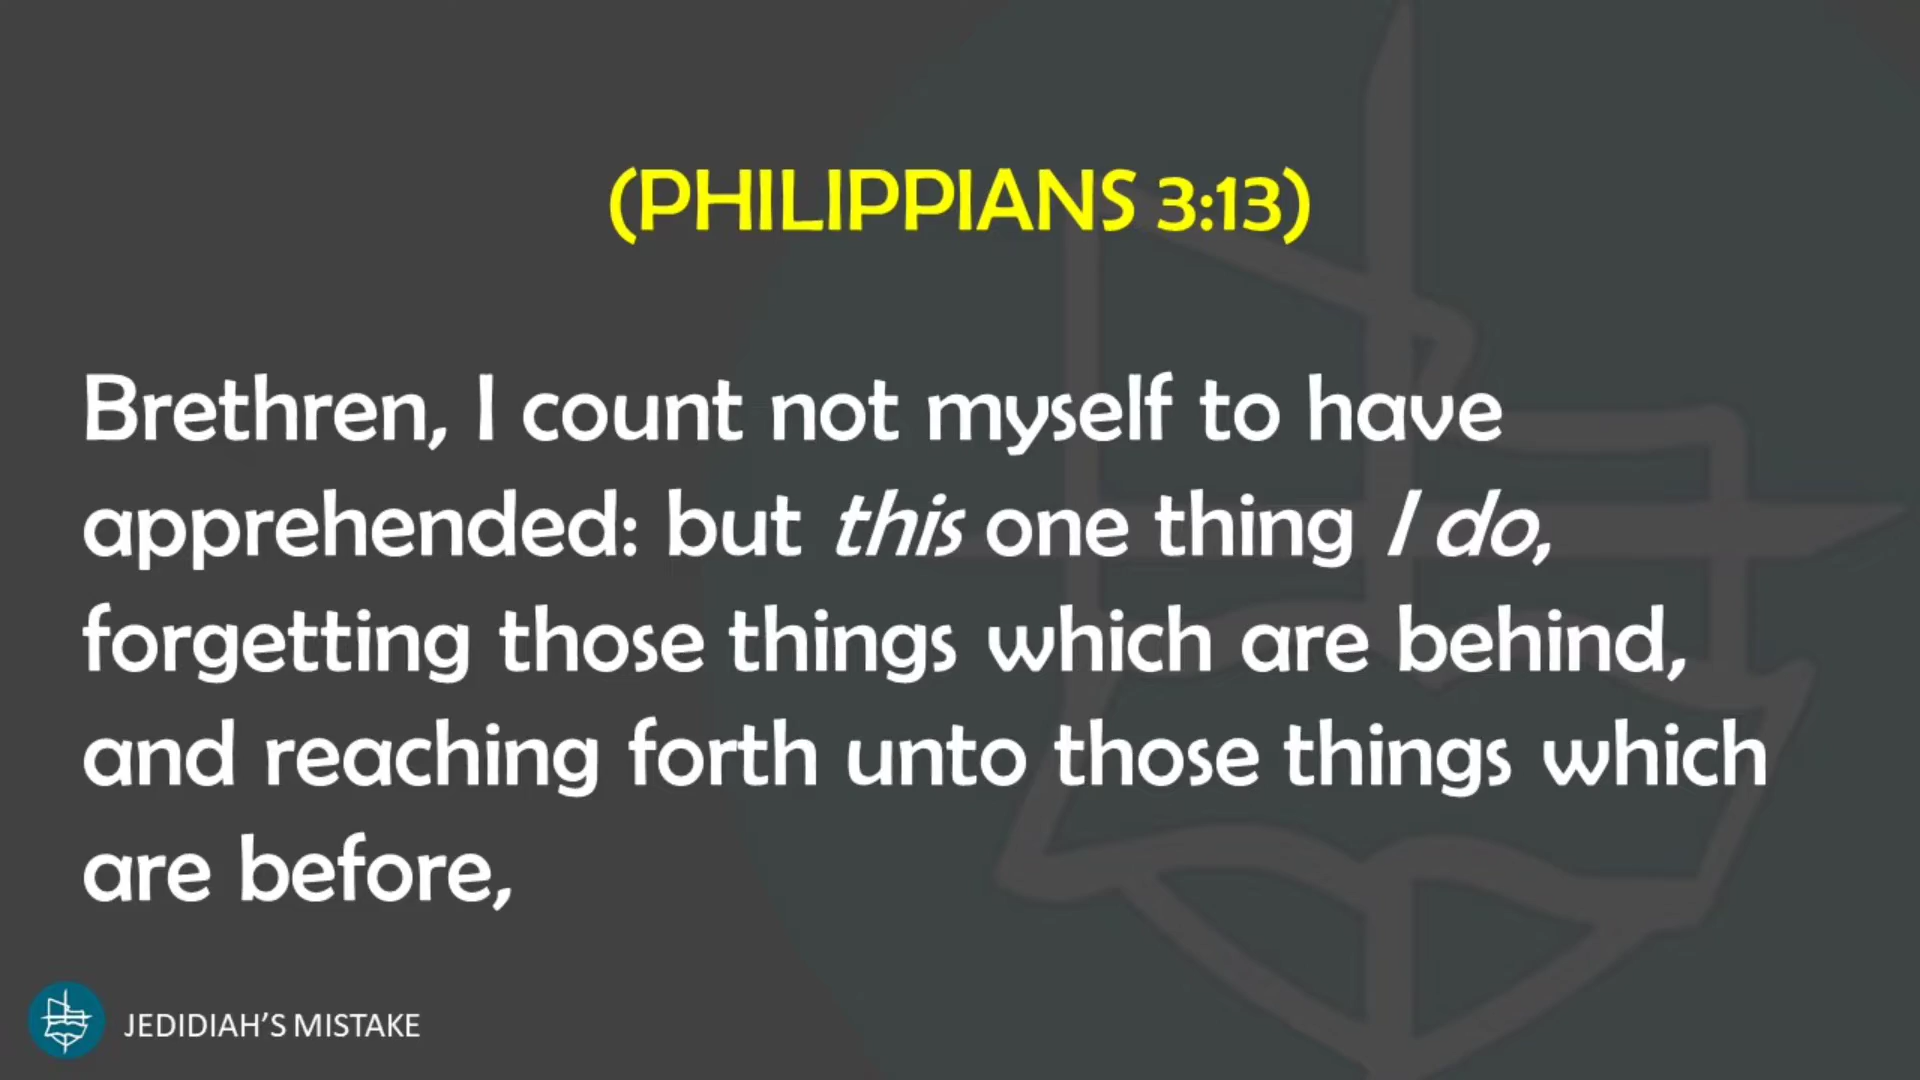 (PHILIPPIANS 3:13)
Brethren, I count not myself to have
apprehended: but this one thing I do,
forgetting those things which are behind,
and reaching forth unto those things which
are before,
JEDIDIAH'S MISTAKE